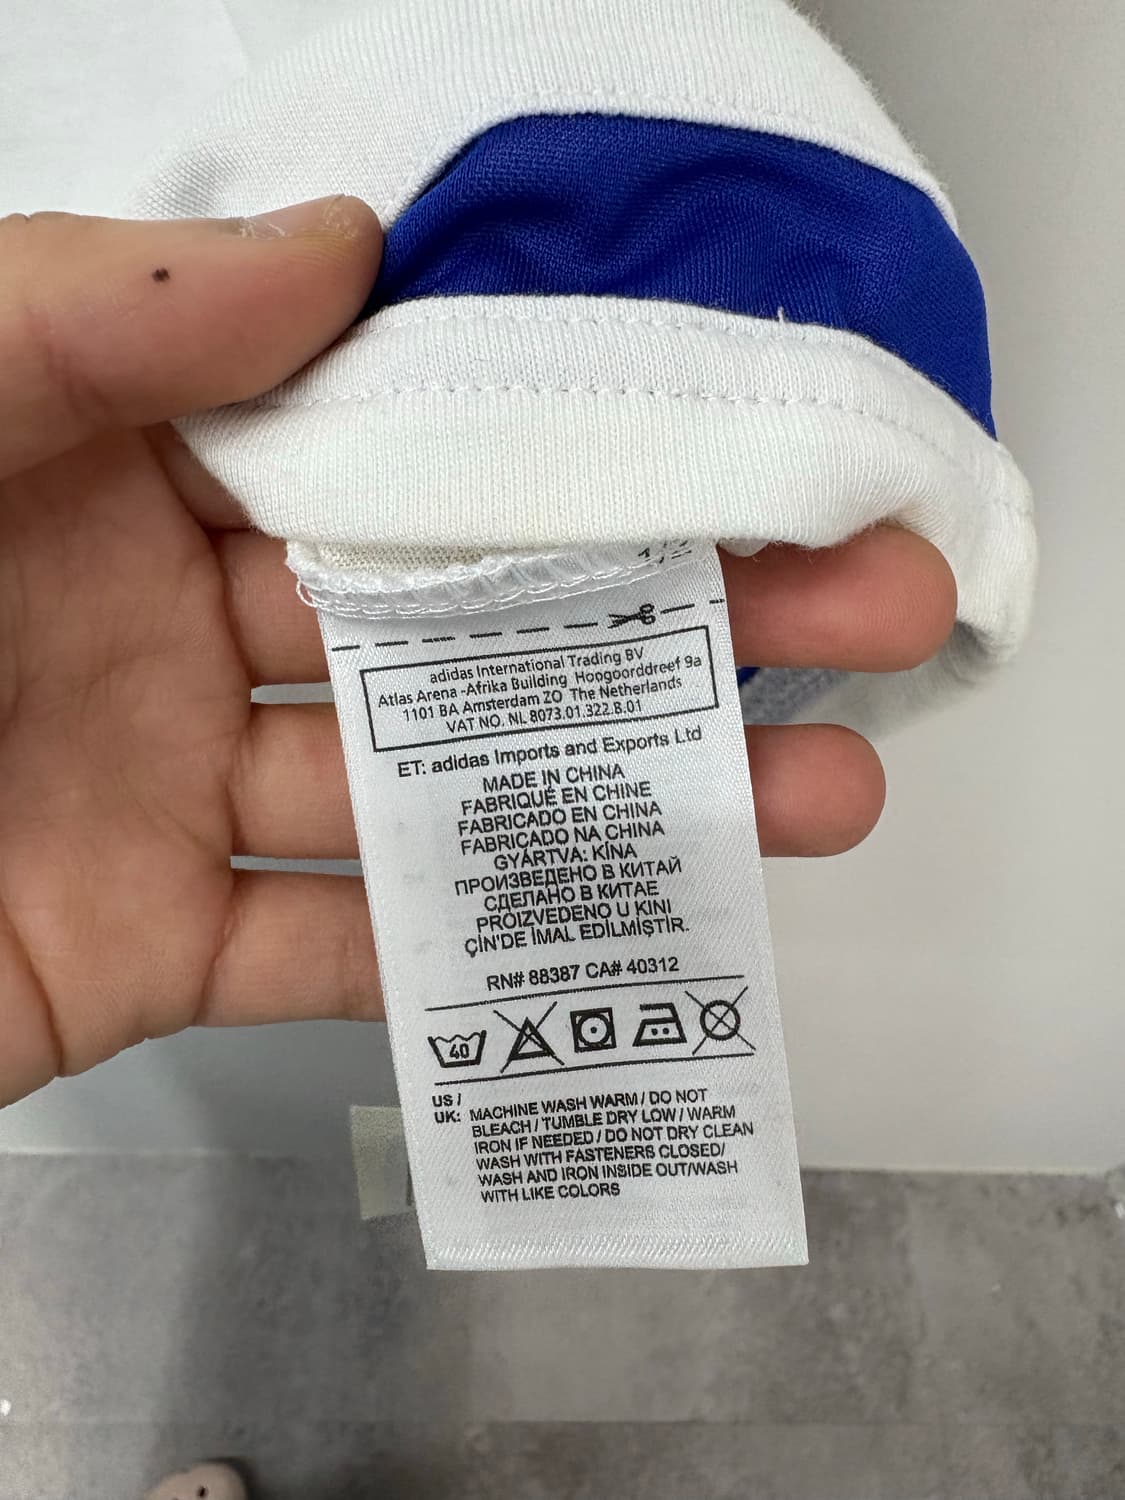 adidas International Trading BV
Atlas Arena -Afrika Building Hoogoorddreef 9a
1101 BA Amsterdam ZO The Netherlands
VAT NO. NL 8073.01.322.B.01
ET: adidas Imports and Exports Ltd
MADE IN CHINA
FABRIQUÉ EN CHINE
FABRICADO EN CHINA
FABRICADO NA CHINA
GYÁRTVA: KÍNA
ПРОИЗВЕДЕНО В КИТАЙ
СДЕЛАНО В КИТАЕ
PROIZVEDENO U KINI
ÇİN'DE İMAL EDİLMİŞTİR.
RN# 88387 CA# 40312
40
US /
UK: MACHINE WASH WARM / DO NOT
BLEACH / TUMBLE DRY LOW / WARM
IRON IF NEEDED / DO NOT DRY CLEAN
WASH WITH FASTENERS CLOSED/
WASH AND IRON INSIDE OUT/WASH
WITH LIKE COLORS